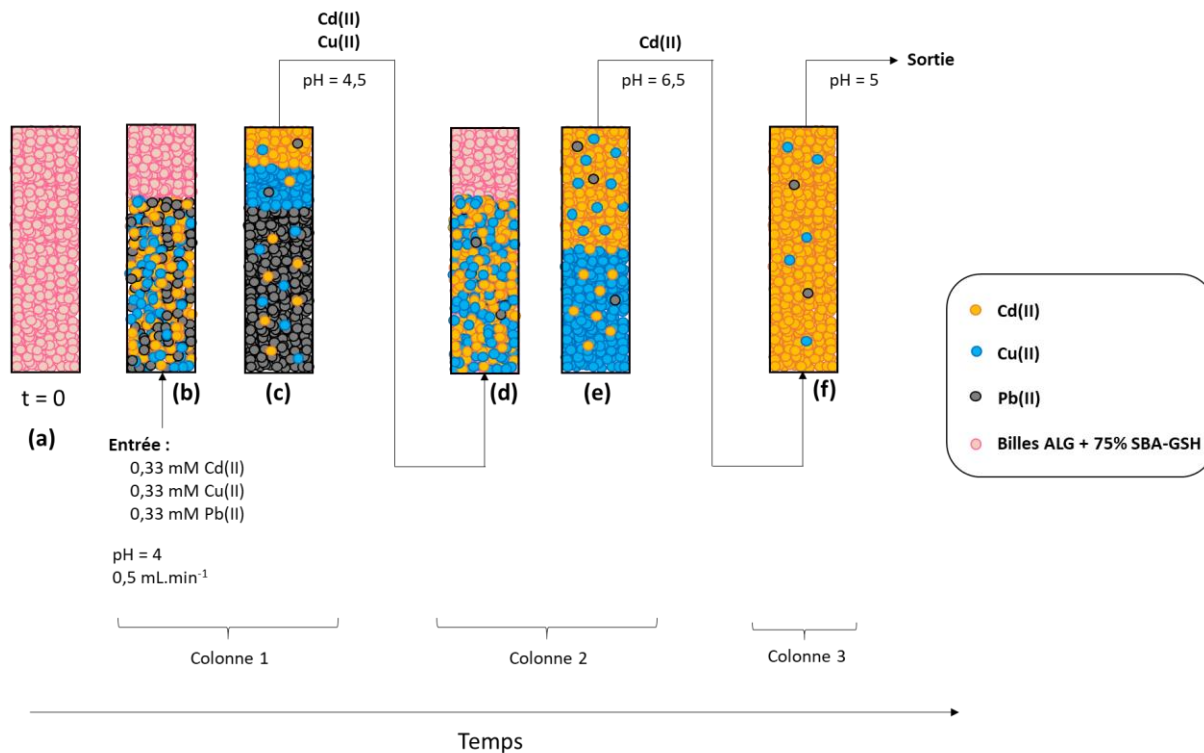 Cd(II)
Cu(II)
pH = 4,5
Cd(II)
pH = 6,5
Sortie
pH = 5
t = 0
(a)
(b)
(c)
(d)
(e)
(f)
Entrée :
0,33 mM Cd(II)
0,33 mM Cu(II)
0,33 mM Pb(II)
pH = 4
0,5 mL.min⁻¹
Cd(II)
Cu(II)
Pb(II)
Billes ALG + 75% SBA-GSH
Colonne 1
Colonne 2
Colonne 3
Temps